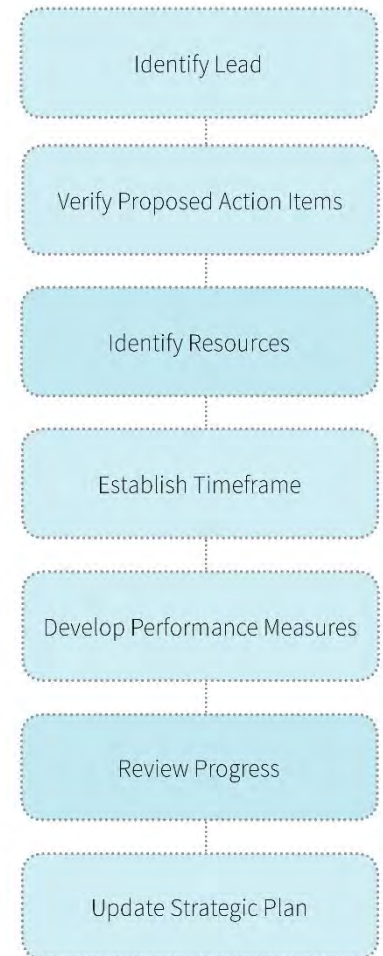 Identify Lead
Verify Proposed Action Items
Identify Resources
Establish Timeframe
Develop Performance Measures
Review Progress
Update Strategic Plan